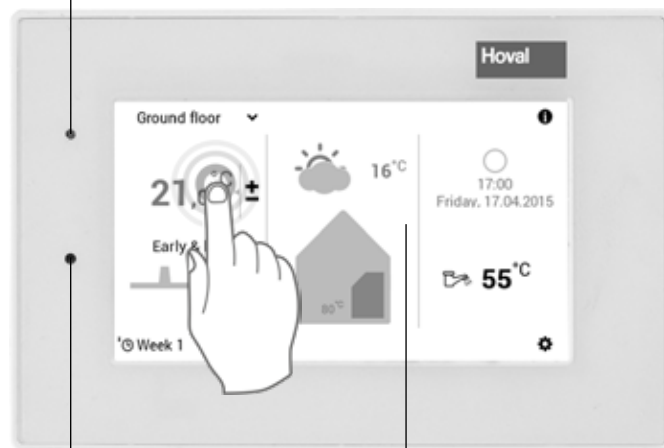 Hoval
Ground floor
21,
16°C
17:00
Friday, 17.04.2015
Early &
55°C
80°C
Week 1